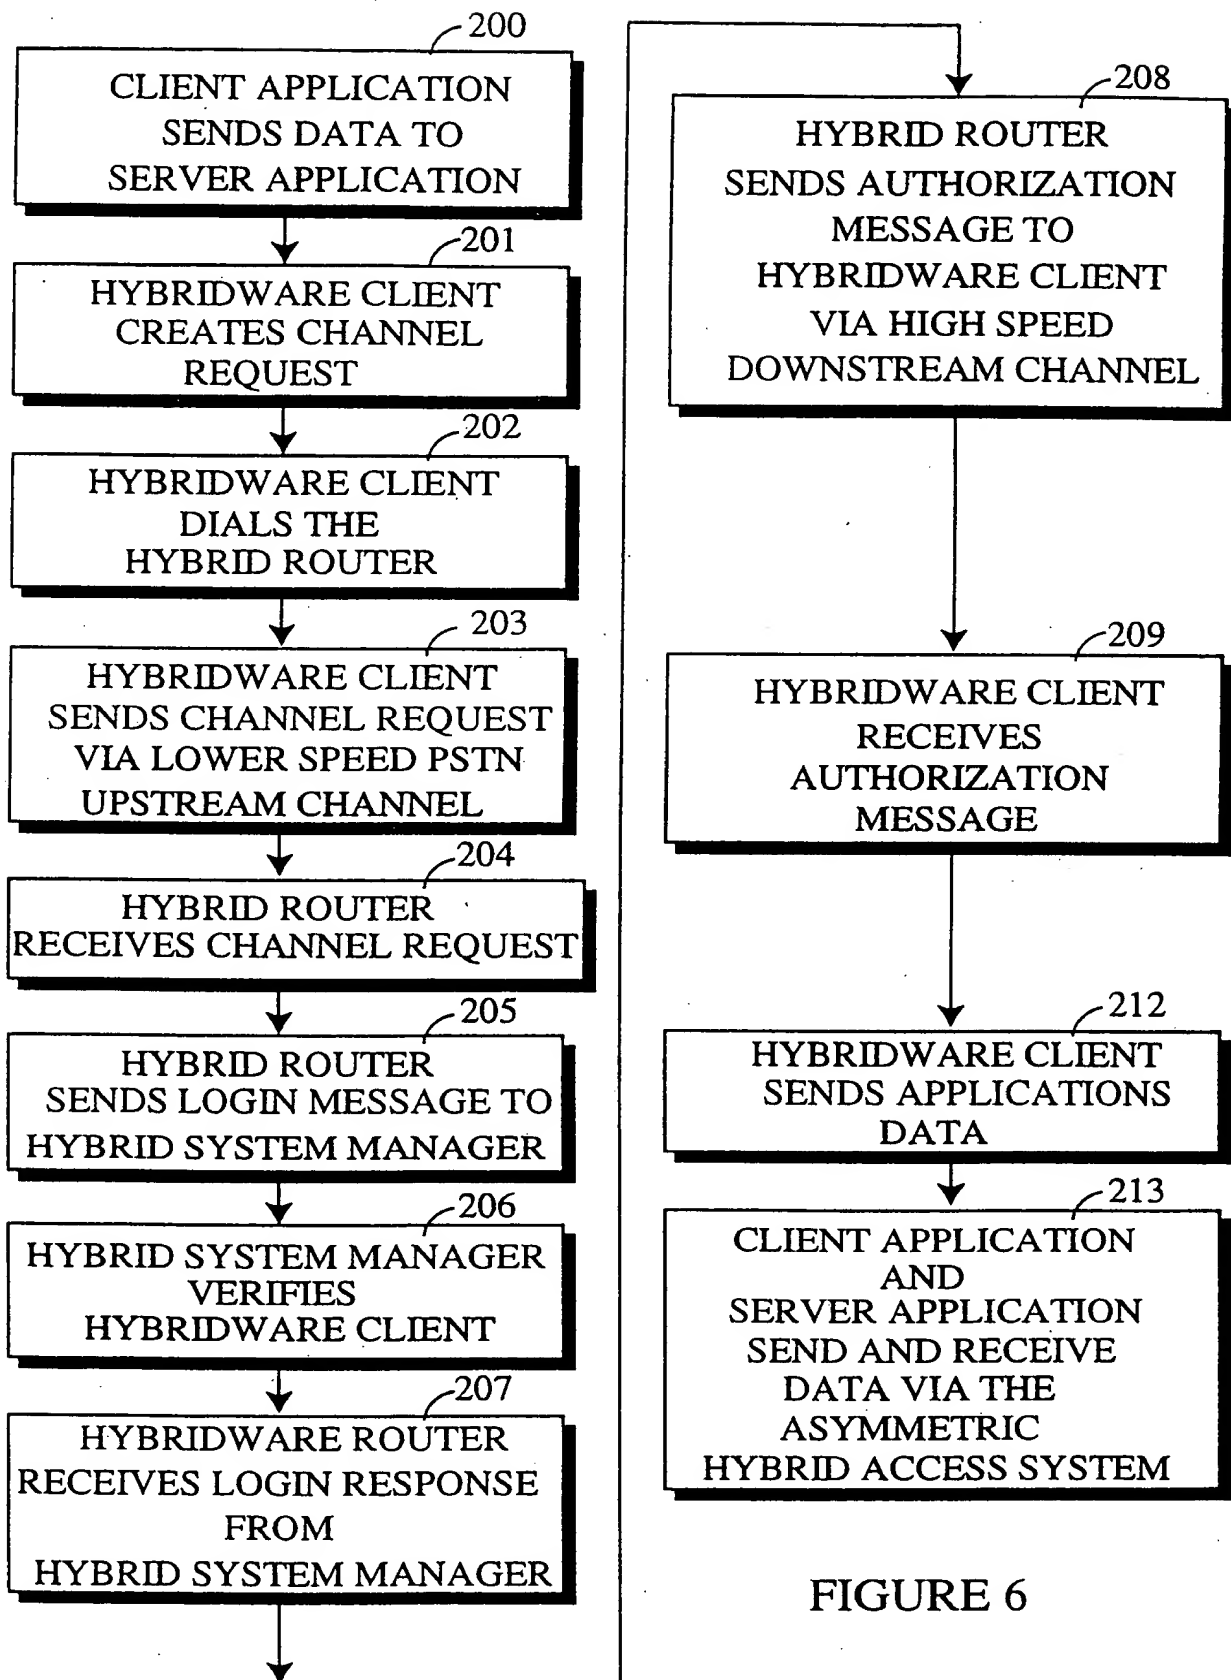 200
CLIENT APPLICATION
SENDS DATA TO
SERVER APPLICATION
201
HYBRIDWARE CLIENT
CREATES CHANNEL
REQUEST
202
HYBRIDWARE CLIENT
DIALS THE
HYBRID ROUTER
203
HYBRIDWARE CLIENT
SENDS CHANNEL REQUEST
VIA LOWER SPEED PSTN
UPSTREAM CHANNEL
204
HYBRID ROUTER
RECEIVES CHANNEL REQUEST
205
HYBRID ROUTER
SENDS LOGIN MESSAGE TO
HYBRID SYSTEM MANAGER
206
HYBRID SYSTEM MANAGER
VERIFIES
HYBRIDWARE CLIENT
207
HYBRIDWARE ROUTER
RECEIVES LOGIN RESPONSE
FROM
HYBRID SYSTEM MANAGER
208
HYBRID ROUTER
SENDS AUTHORIZATION
MESSAGE TO
HYBRIDWARE CLIENT
VIA HIGH SPEED
DOWNSTREAM CHANNEL
209
HYBRIDWARE CLIENT
RECEIVES
AUTHORIZATION
MESSAGE
212
HYBRIDWARE CLIENT
SENDS APPLICATIONS
DATA
213
CLIENT APPLICATION
AND
SERVER APPLICATION
SEND AND RECEIVE
DATA VIA THE
ASYMMETRIC
HYBRID ACCESS SYSTEM
FIGURE 6